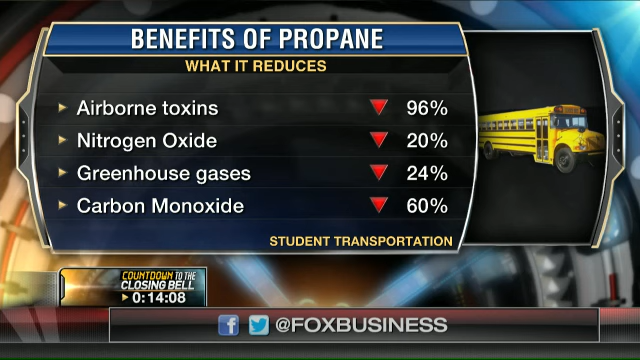 BENEFITS OF PROPANE
WHAT IT REDUCES
Airborne toxins 96%
Nitrogen Oxide 20%
Greenhouse gases 24%
Carbon Monoxide 60%
STUDENT TRANSPORTATION
COUNTDOWN TO THE
CLOSING BELL
0:14:08
@FOXBUSINESS